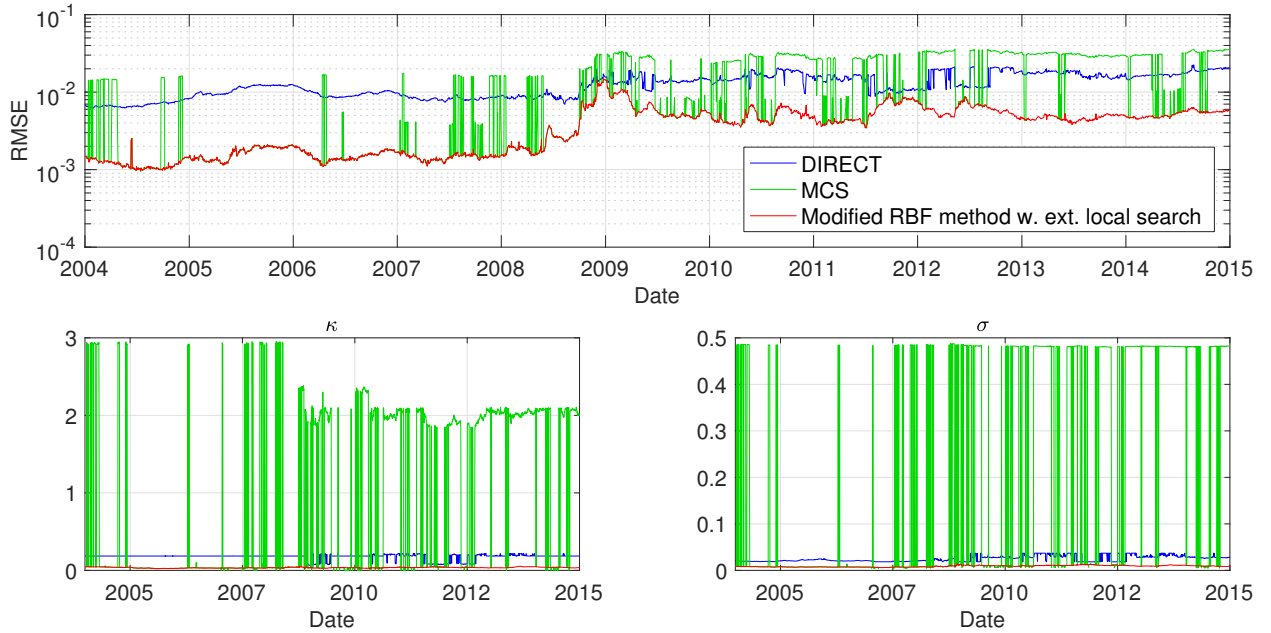 10⁻¹
10⁻²
10⁻³
10⁻⁴
RMSE
DIRECT
MCS
Modified RBF method w. ext. local search
2004 2005 2006 2007 2008 2009 2010 2011 2012 2013 2014 2015
Date
κ
3
2
1
0
2005 2007 2010 2012 2015
Date
σ
0.5
0.4
0.3
0.2
0.1
0
2005 2007 2010 2012 2015
Date